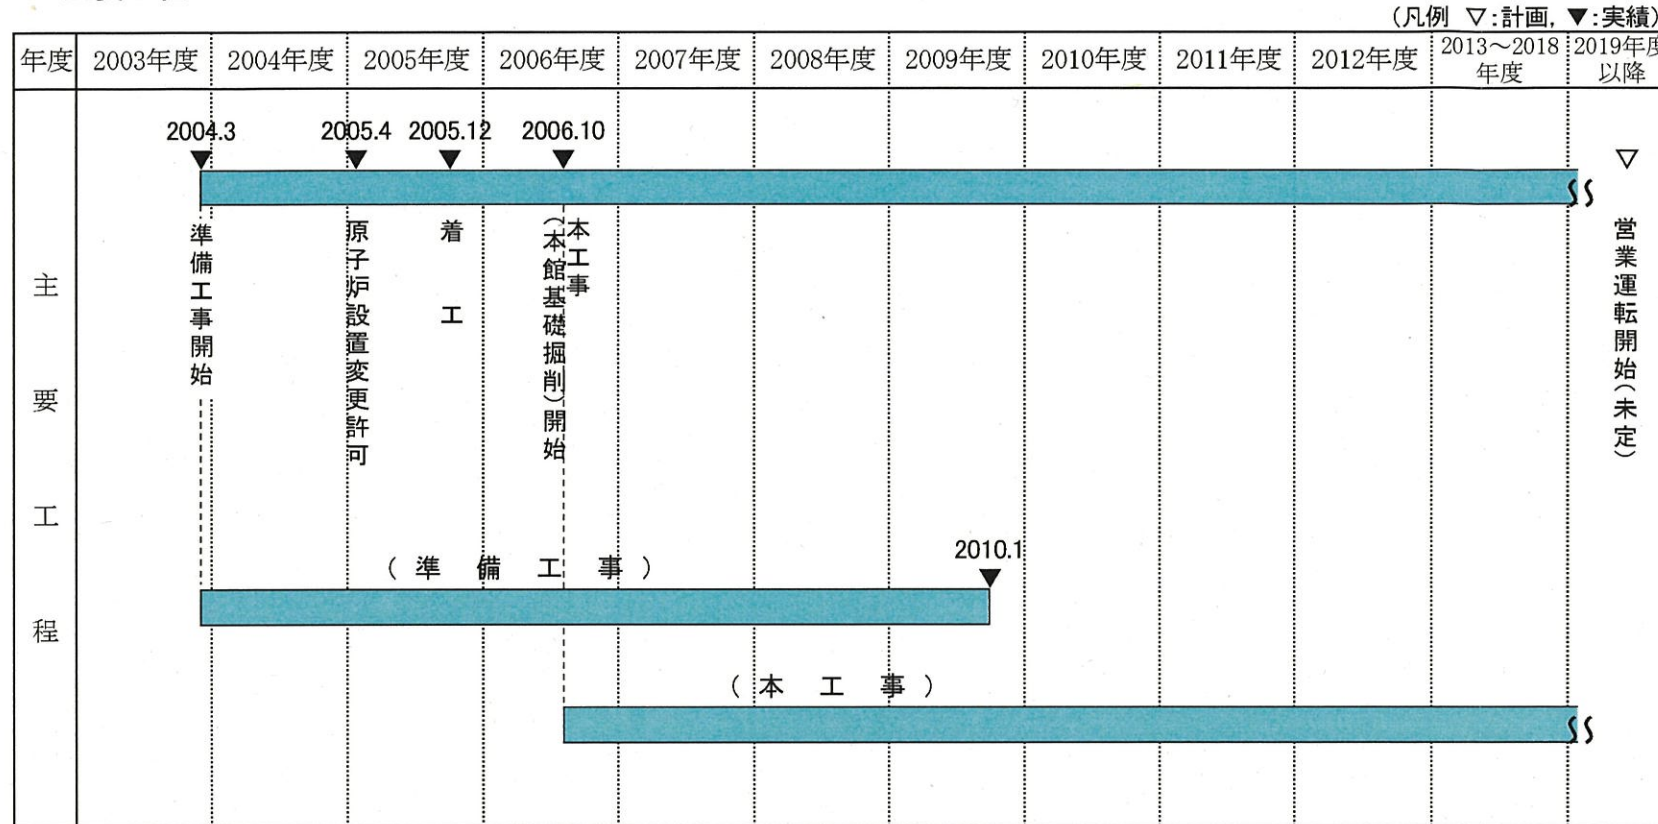 (凡例 ▽:計画, ▼:実績)
年度 2003年度 2004年度 2005年度 2006年度 2007年度 2008年度 2009年度 2010年度 2011年度 2012年度 2013～2018年度 2019年度以降
2004.3 2005.4 2005.12 2006.10
▼ ▼ ▼ ▼ ▽
主要工程
準備工事開始
原子炉設置変更許可
着工
本工事
(本館基礎掘削)開始
営業運転開始(未定)
2010.1
▼
(準備工事)
(本工事)